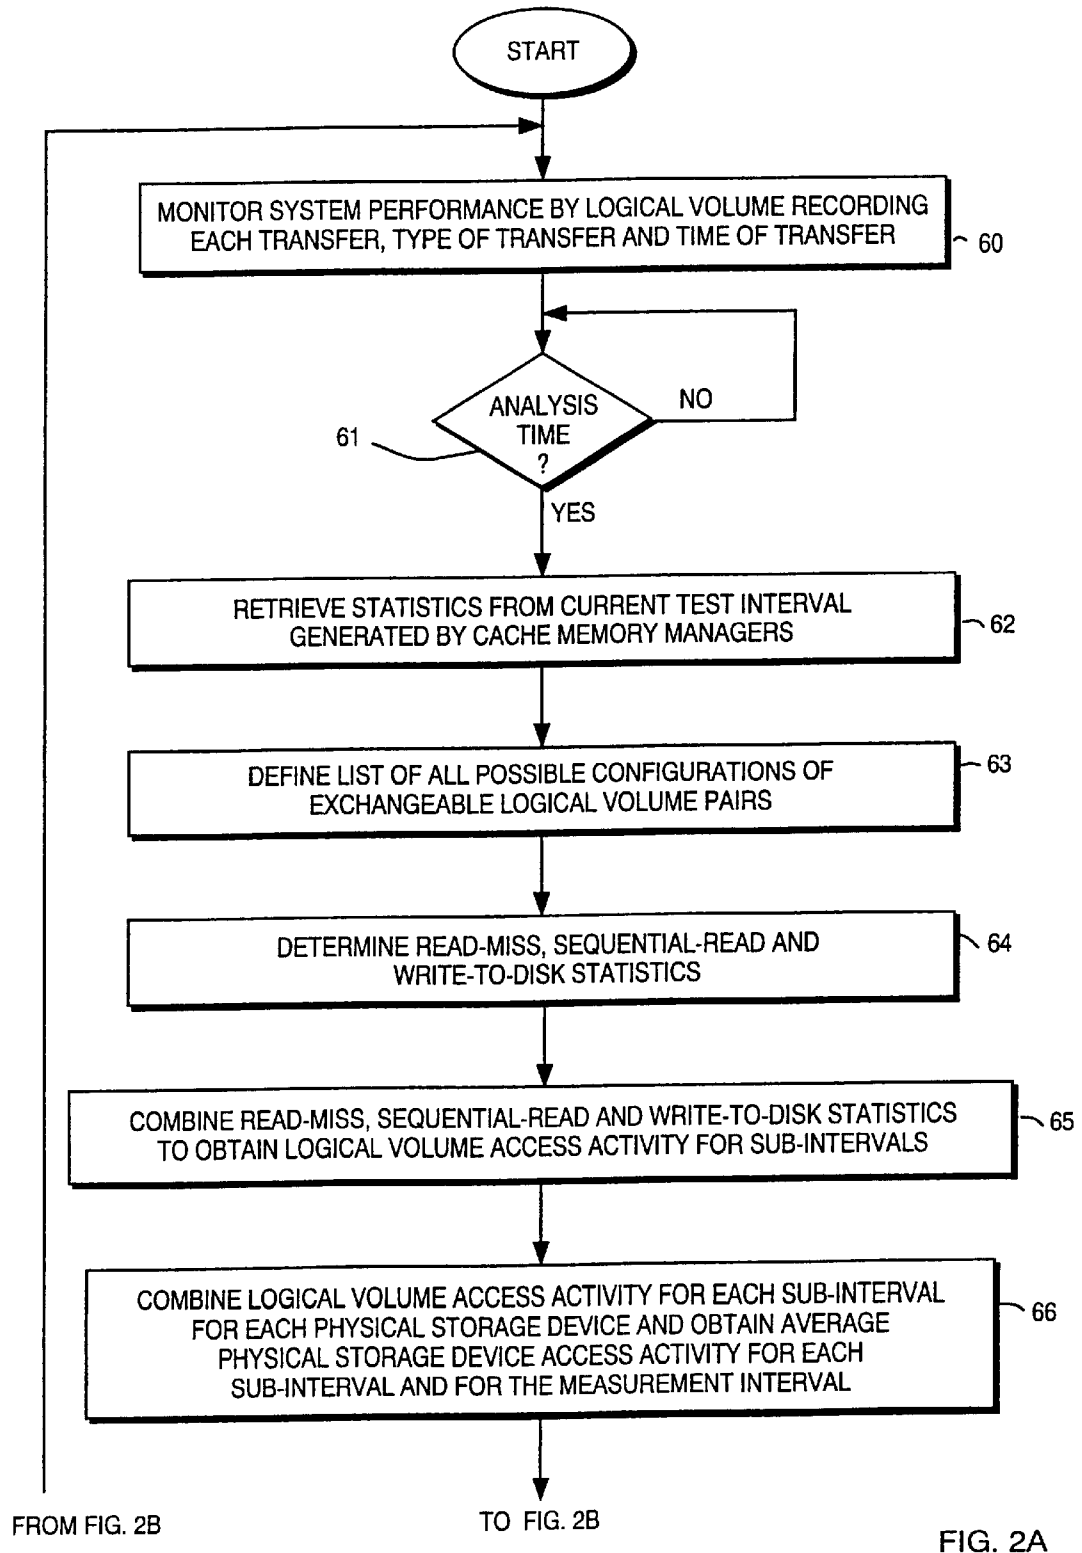 START
MONITOR SYSTEM PERFORMANCE BY LOGICAL VOLUME RECORDING
EACH TRANSFER, TYPE OF TRANSFER AND TIME OF TRANSFER
60
ANALYSIS
TIME
?
NO
61
YES
RETRIEVE STATISTICS FROM CURRENT TEST INTERVAL
GENERATED BY CACHE MEMORY MANAGERS
62
DEFINE LIST OF ALL POSSIBLE CONFIGURATIONS OF
EXCHANGEABLE LOGICAL VOLUME PAIRS
63
DETERMINE READ-MISS, SEQUENTIAL-READ AND
WRITE-TO-DISK STATISTICS
64
COMBINE READ-MISS, SEQUENTIAL-READ AND WRITE-TO-DISK STATISTICS
TO OBTAIN LOGICAL VOLUME ACCESS ACTIVITY FOR SUB-INTERVALS
65
COMBINE LOGICAL VOLUME ACCESS ACTIVITY FOR EACH SUB-INTERVAL
FOR EACH PHYSICAL STORAGE DEVICE AND OBTAIN AVERAGE
PHYSICAL STORAGE DEVICE ACCESS ACTIVITY FOR EACH
SUB-INTERVAL AND FOR THE MEASUREMENT INTERVAL
66
FROM FIG. 2B
TO FIG. 2B
FIG. 2A